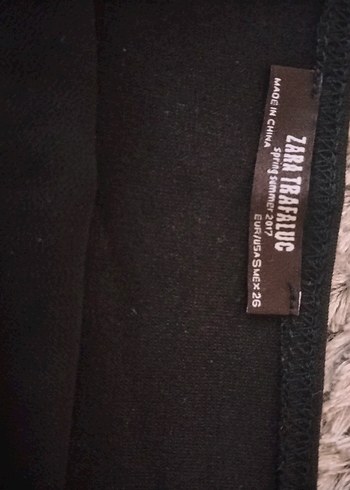 MADE IN CHINA
ZARA TRAFALUC
spring summer 2017
EUR/USA S MEX 26